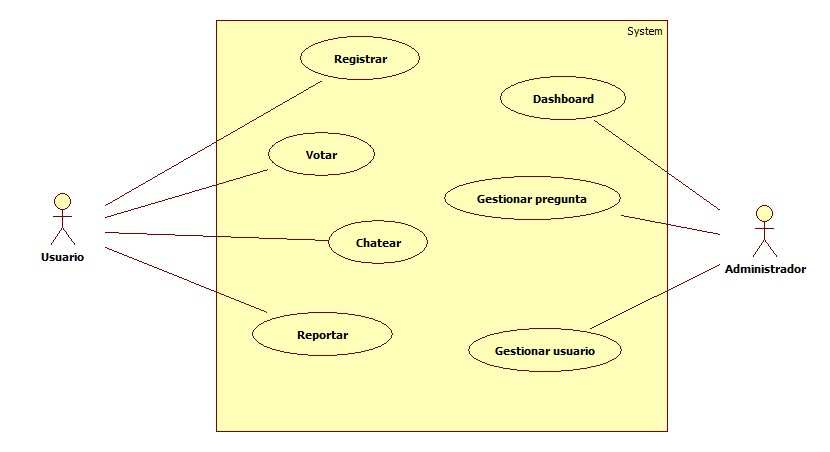 System
Registrar
Dashboard
Votar
Gestionar pregunta
Chatear
Usuario
Administrador
Reportar
Gestionar usuario